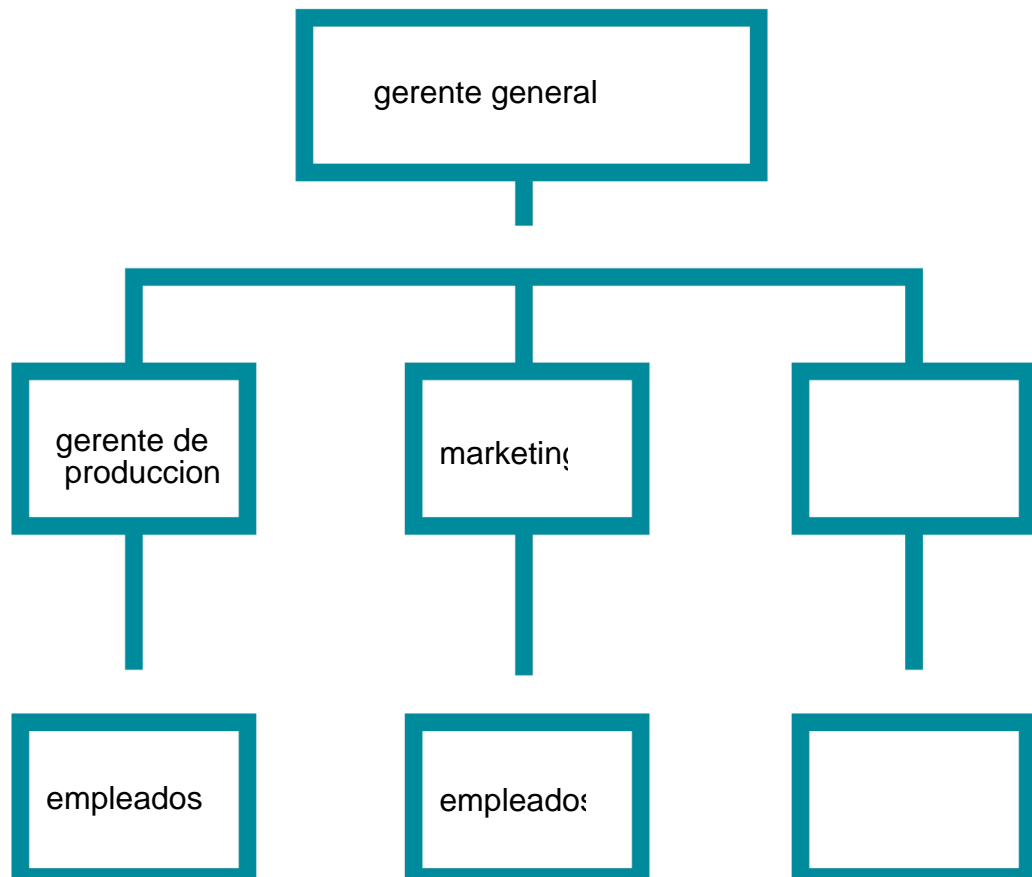 gerente general
gerente de
produccion
marketing
empleados
empleados